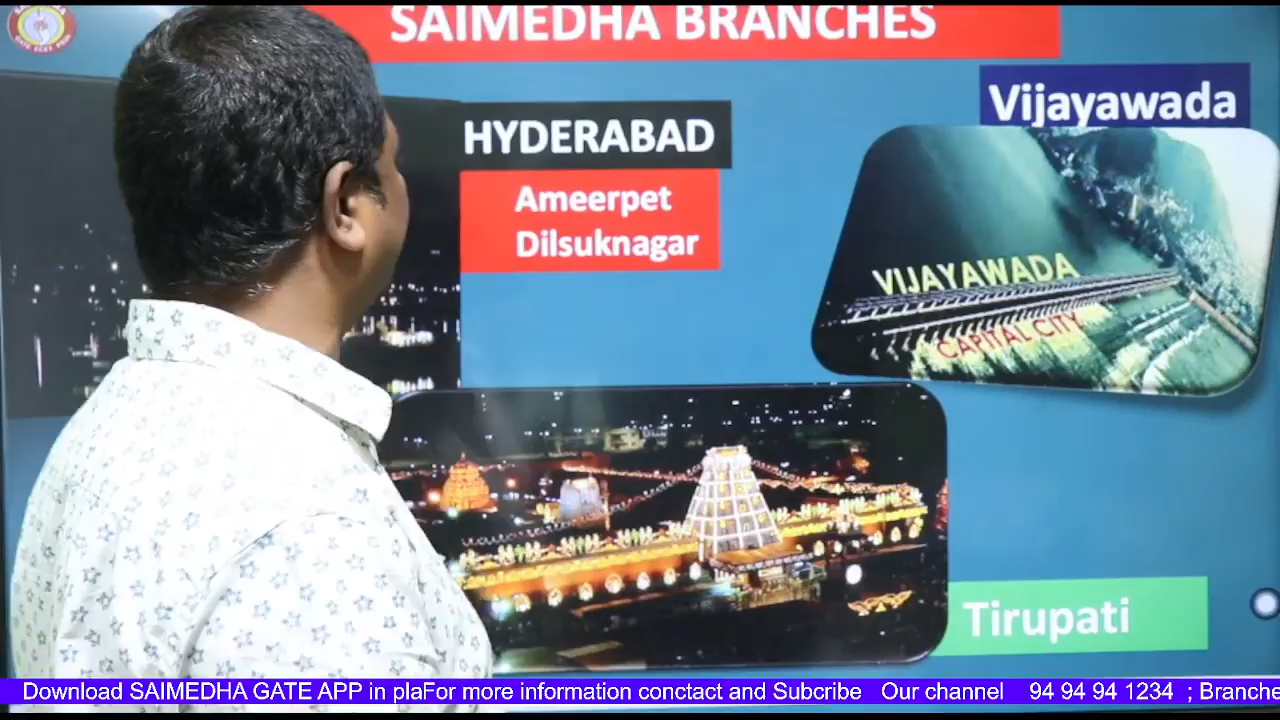 SAIMEDHA BRANCHES
Vijayawada
HYDERABAD
Ameerpet
Dilsuknagar
VIJAYAWADA
CAPITAL CITY
Tirupati
Download SAIMEDHA GATE APP in plaFor more information conctact and Subcribe Our channel 94 94 94 1234 ; Branche